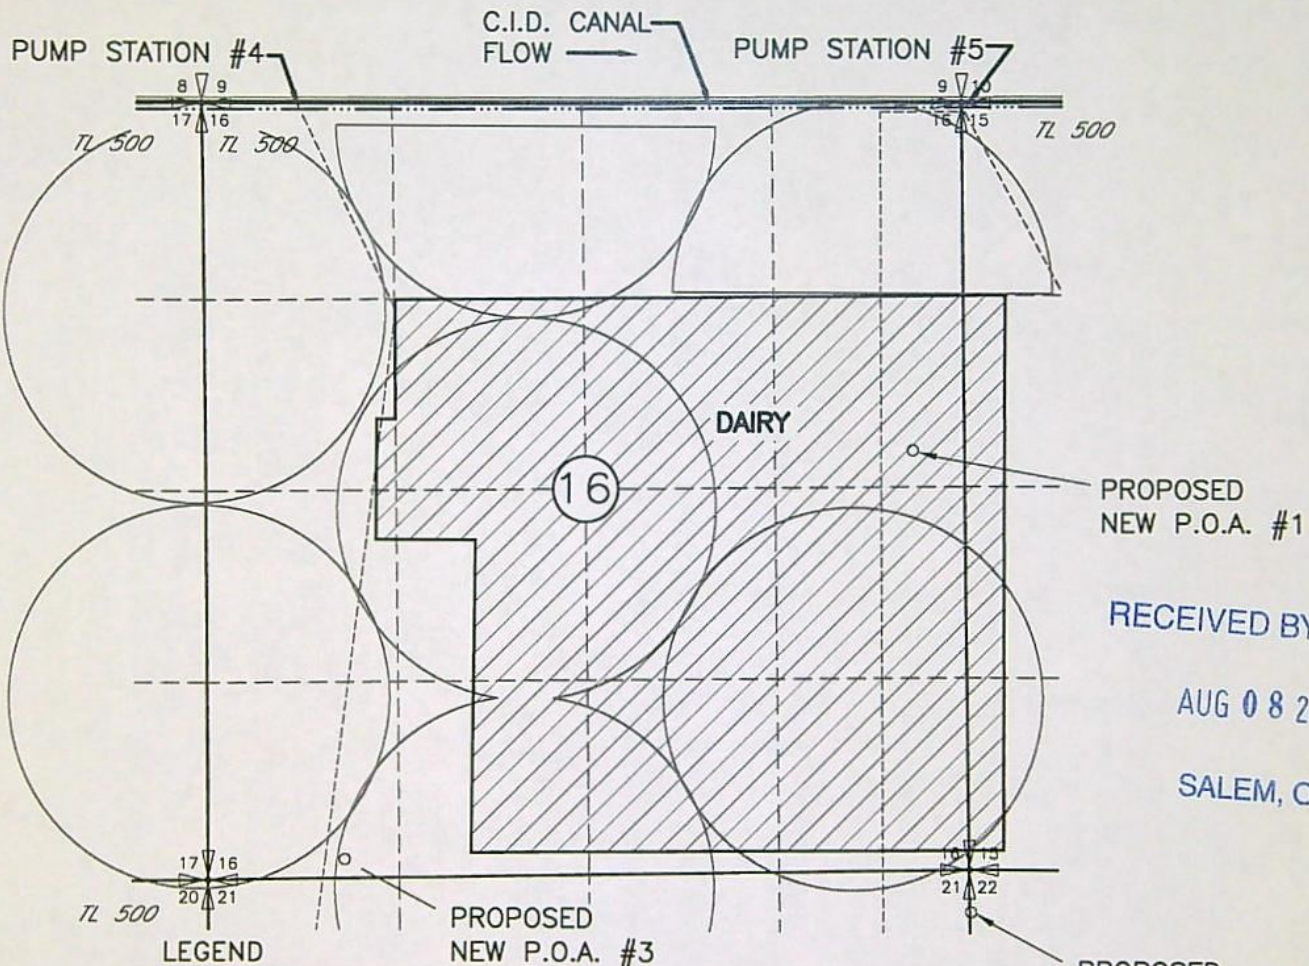 C.I.D. CANAL
FLOW
PUMP STATION #4
PUMP STATION #5
8 9
17 16
9 10
16 15
TL 500
TL 500
TL 500
DAIRY
16
PROPOSED
NEW P.O.A. #1
RECEIVED BY
AUG 08 2
SALEM, O
17 16
20 21
16 15
21 22
TL 500
PROPOSED
NEW P.O.A. #3
LEGEND
PROPOSED